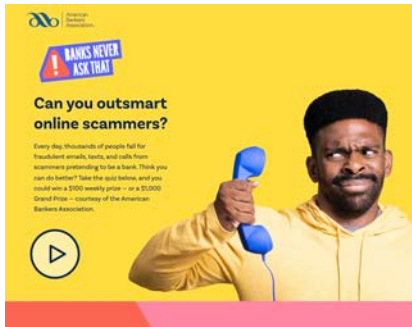 American
Bankers
Association
BANKS NEVER
ASK THAT
Can you outsmart
online scammers?
Every day, thousands of people fall for
fraudulent emails, texts, and calls from
scammers pretending to be a bank. Think you
can do better? Take the quiz below, and you
could win a $100 weekly prize — or a $1,000
Grand Prize — courtesy of the American
Bankers Association.